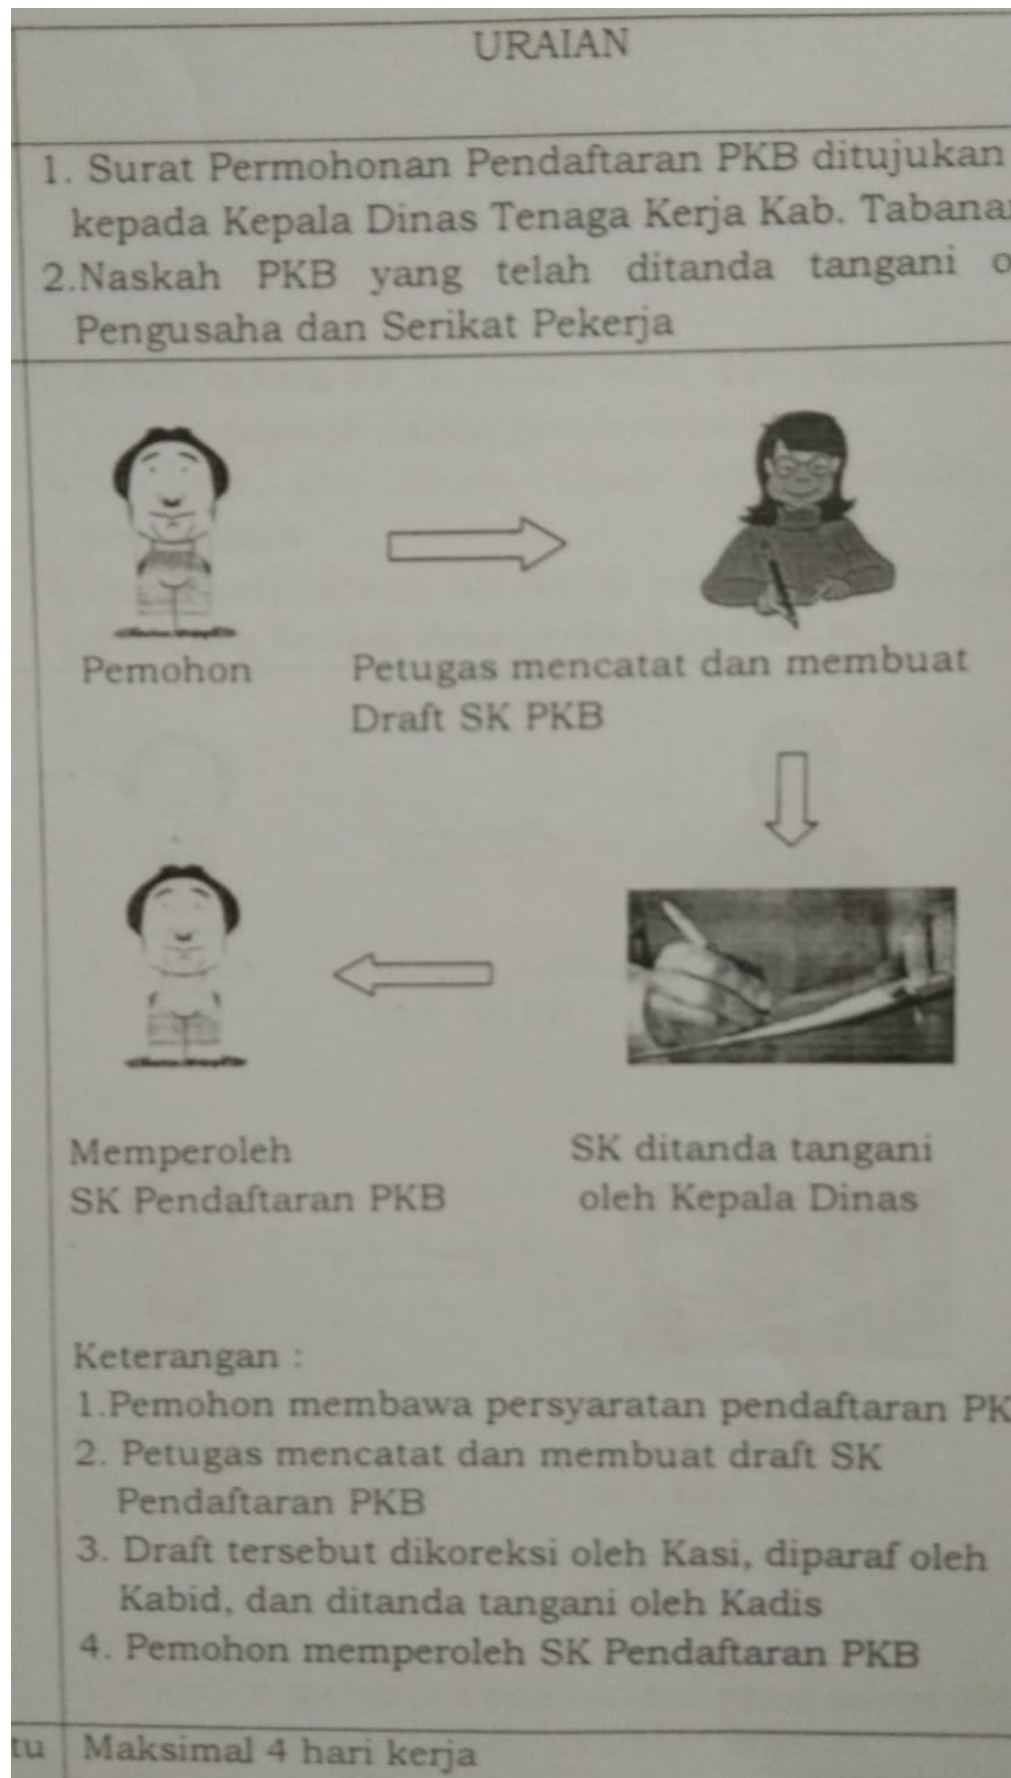 URAIAN
1. Surat Permohonan Pendaftaran PKB ditujukan
kepada Kepala Dinas Tenaga Kerja Kab. Tabana
2.Naskah PKB yang telah ditanda tangani o
Pengusaha dan Serikat Pekerja
Pemohon
Petugas mencatat dan membuat
Draft SK PKB
Memperoleh
SK Pendaftaran PKB
SK ditanda tangani
oleh Kepala Dinas
Keterangan :
1.Pemohon membawa persyaratan pendaftaran PK
2. Petugas mencatat dan membuat draft SK
Pendaftaran PKB
3. Draft tersebut dikoreksi oleh Kasi, diparaf oleh
Kabid, dan ditanda tangani oleh Kadis
4. Pemohon memperoleh SK Pendaftaran PKB
tu
Maksimal 4 hari kerja